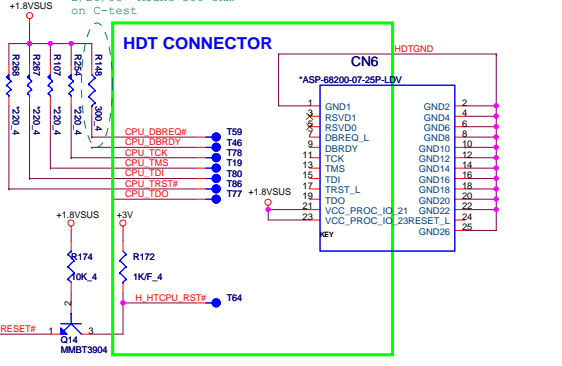 on C-test
+1.8VSUS
HDT CONNECTOR
HDTGND
CN6
*ASP-68200-07-25P-LDV
R268
R267
R107
R254
R148
*220_4
*220_4
*220_4
*220_4
300_4
1 GND1 GND2 2
3 RSVD1 GND4 4
5 RSVD0 GND6 6
7 DBREQ_L GND8 8
9 DBRDY GND10 10
11 TCK GND12 12
13 TMS GND14 14
15 TDI GND16 16
17 TRST_L GND18 18
19 TDO GND20 20
21 VCC_PROC_IO_21 GND22 22
23 VCC_PROC_IO_23 RESET_L 24
GND26 25
KEY
CPU_DBREQ# T59
CPU_DBRDY T46
CPU_TCK T78
CPU_TMS T19
CPU_TDI T80
CPU_TRST# T86
CPU_TDO T77
+1.8VSUS
+1.8VSUS
+3V
R174
10K_4
R172
1K/F_4
H_HTCPU_RST# T64
2
RESET# 1 3
Q14
MMBT3904